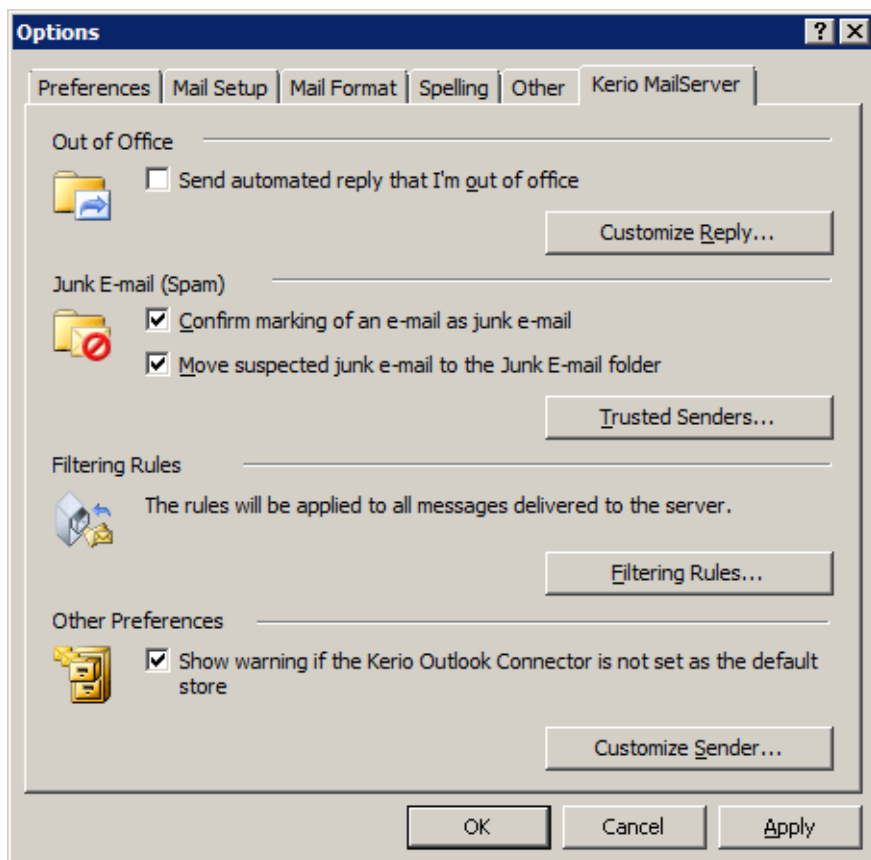 Options
Preferences
Mail Setup
Mail Format
Spelling
Other
Kerio MailServer
Out of Office
Send automated reply that I'm out of office
Customize Reply...
Junk E-mail (Spam)
Confirm marking of an e-mail as junk e-mail
Move suspected junk e-mail to the Junk E-mail folder
Trusted Senders...
Filtering Rules
The rules will be applied to all messages delivered to the server.
Filtering Rules...
Other Preferences
Show warning if the Kerio Outlook Connector is not set as the default
store
Customize Sender...
OK
Cancel
Apply